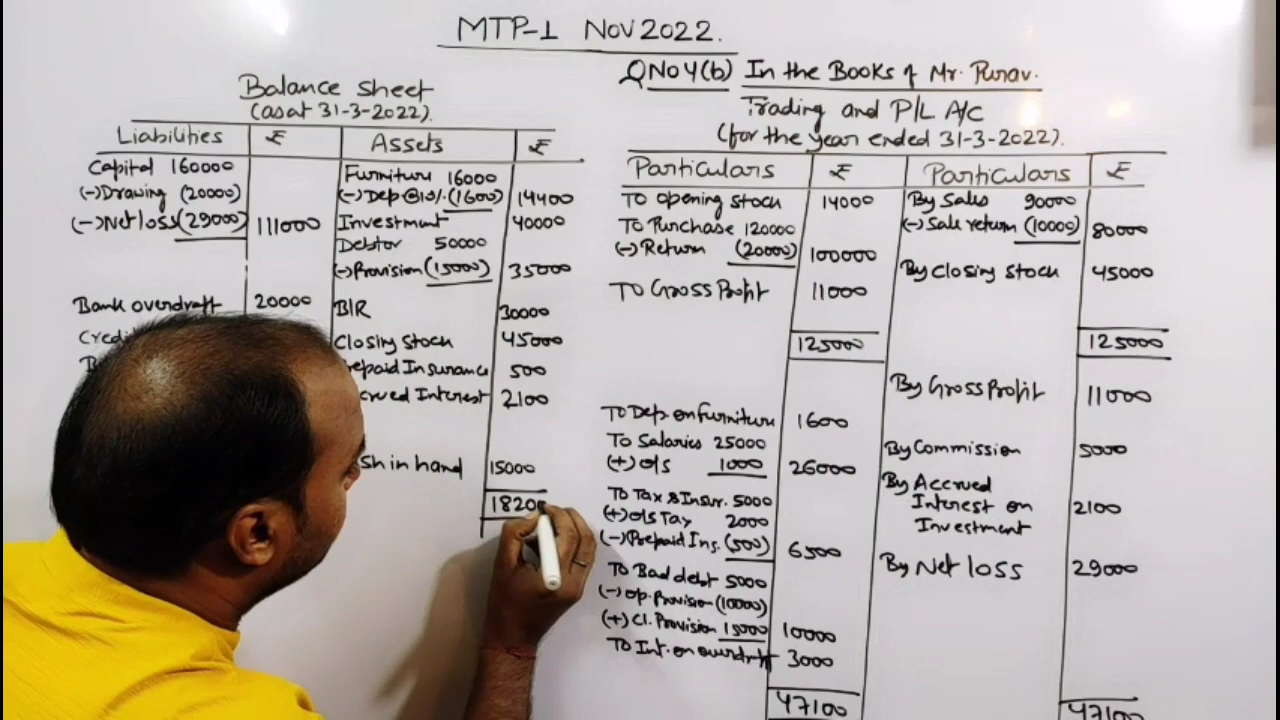 MTP-1 NOV 2022.
Balance Sheet
(as at 31-3-2022).
Liabilities ₹ Assets ₹
Capital 160000
(-) Drawing (20000)
(-) Net loss (29000) 111000
Bank overdraft 20000
Furniture 16000
(-) Dep @10%. (1600) 14400
Investment 40000
Debtor 50000
(-) Provision (15000) 35000
B/R 30000
Closing stock 45000
Prepaid Insurance 500
Accrued Interest 2100
sh in hand 15000
18200
QNo 4(b) In the Books of Mr. Purav.
Trading and P/L A/C
(for the year ended 31-3-2022).
Particulars ₹ Particulars ₹
To opening stock 14000
To Purchase 120000
(-) Return (20000) 100000
To Gross Profit 11000
125000
By Sales 90000
(-) Sale return (10000) 80000
By closing stock 45000
125000
To Dep. on Furniture 1600
To Salaries 25000
(+) o/s 1000 26000
To Tax & Insur. 5000
(+) o/s Tax 2000
(-) Prepaid Ins. (500) 6500
To Bad debt 5000
(-) op. Provision (10000)
(+) Cl. Provision 15000 10000
To Int. on overdraft 3000
47100
By Gross Profit 11000
By Commission 5000
By Accrued
Interest on
Investment 2100
By Net loss 29000
47100